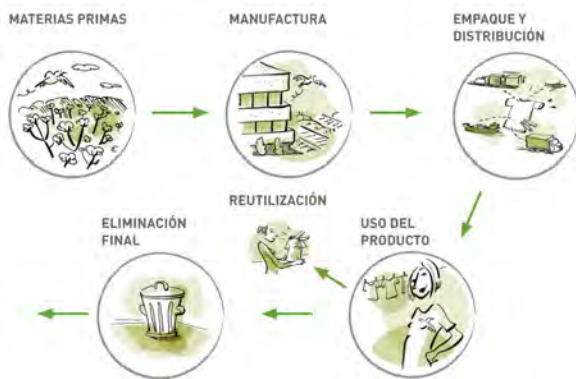 MATERIAS PRIMAS
MANUFACTURA
EMPAQUE Y
DISTRIBUCIÓN
REUTILIZACIÓN
ELIMINACIÓN
FINAL
USO DEL
PRODUCTO